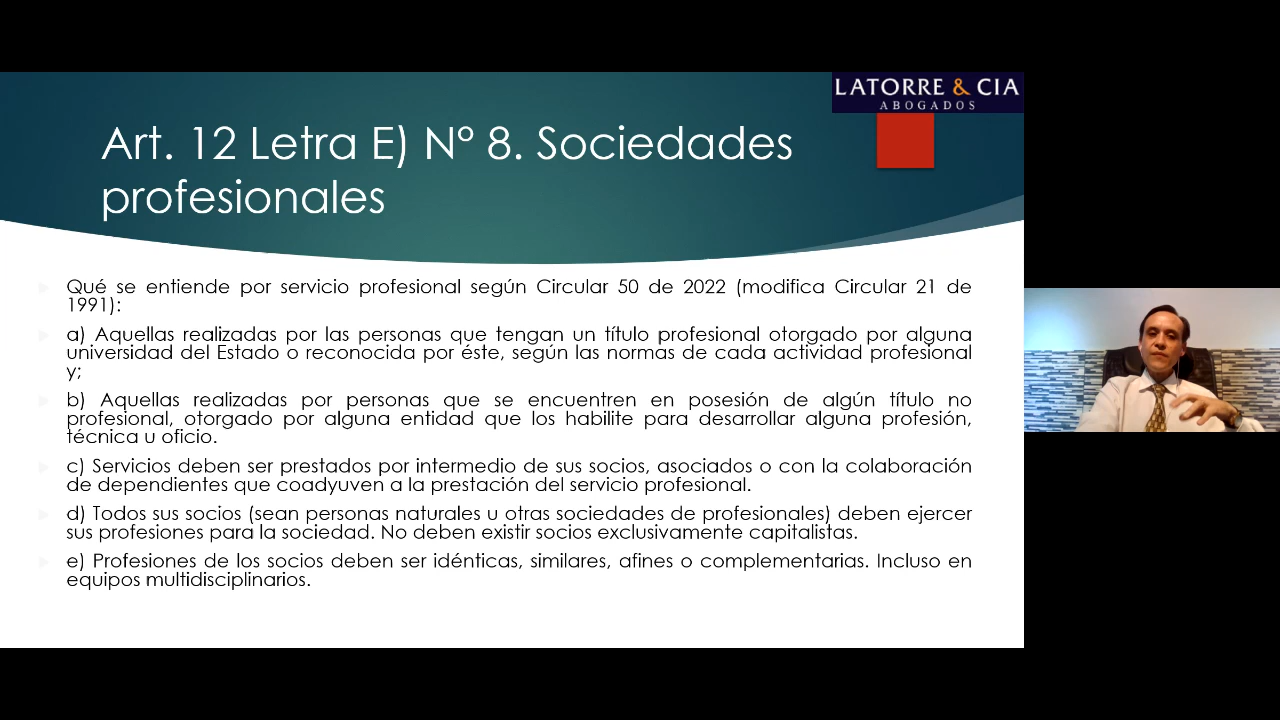 LATORRE & CIA
ABOGADOS
Art. 12 Letra E) Nº 8. Sociedades
profesionales
Qué se entiende por servicio profesional según Circular 50 de 2022 (modifica Circular 21 de
1991):
a) Aquellas realizadas por las personas que tengan un título profesional otorgado por alguna
universidad del Estado o reconocida por éste, según las normas de cada actividad profesional
y;
b) Aquellas realizadas por personas que se encuentren en posesión de algún título no
profesional, otorgado por alguna entidad que los habilite para desarrollar alguna profesión,
técnica u oficio.
c) Servicios deben ser prestados por intermedio de sus socios, asociados o con la colaboración
de dependientes que coadyuven a la prestación del servicio profesional.
d) Todos sus socios (sean personas naturales u otras sociedades de profesionales) deben ejercer
sus profesiones para la sociedad. No deben existir socios exclusivamente capitalistas.
e) Profesiones de los socios deben ser idénticas, similares, afines o complementarias. Incluso en
equipos multidisciplinarios.